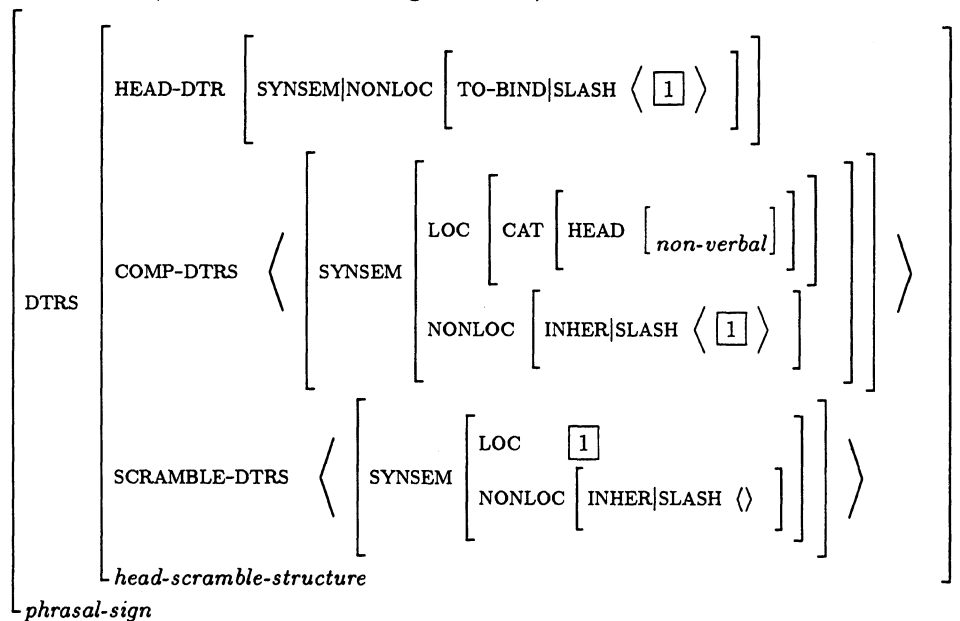 HEAD-DTR [ SYNSEM|NONLOC [ TO-BIND|SLASH ⟨ 1 ⟩ ] ]
LOC [ CAT [ HEAD [ non-verbal ] ] ]
COMP-DTRS ⟨ [ SYNSEM
DTRS
NONLOC [ INHER|SLASH ⟨ 1 ⟩ ]
LOC 1
SCRAMBLE-DTRS ⟨ [ SYNSEM
NONLOC [ INHER|SLASH ⟨⟩ ]
head-scramble-structure
phrasal-sign